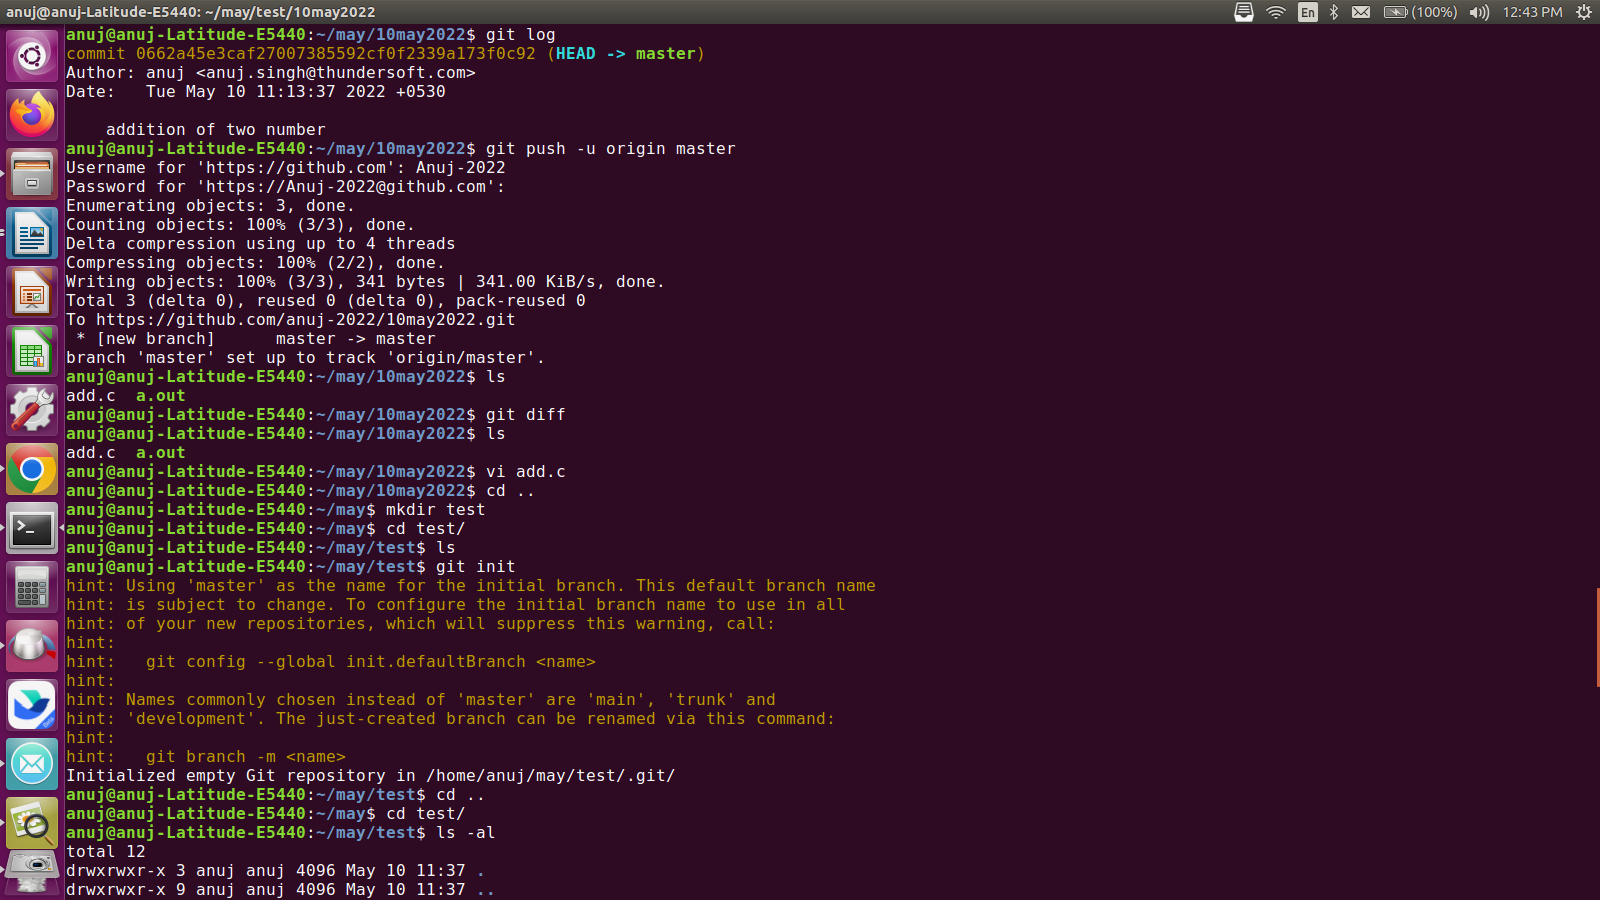 anuj@anuj-Latitude-E5440: ~/may/test/10may2022
En
(100%)
12:43 PM
anuj@anuj-Latitude-E5440:~/may/10may2022$ git log
commit 0662a45e3caf27007385592cf0f2339a173f0c92 (HEAD -> master)
Author: anuj <anuj.singh@thundersoft.com>
Date:   Tue May 10 11:13:37 2022 +0530
    addition of two number
anuj@anuj-Latitude-E5440:~/may/10may2022$ git push -u origin master
Username for 'https://github.com': Anuj-2022
Password for 'https://Anuj-2022@github.com':
Enumerating objects: 3, done.
Counting objects: 100% (3/3), done.
Delta compression using up to 4 threads
Compressing objects: 100% (2/2), done.
Writing objects: 100% (3/3), 341 bytes | 341.00 KiB/s, done.
Total 3 (delta 0), reused 0 (delta 0), pack-reused 0
To https://github.com/anuj-2022/10may2022.git
 * [new branch]      master -> master
branch 'master' set up to track 'origin/master'.
anuj@anuj-Latitude-E5440:~/may/10may2022$ ls
add.c  a.out
anuj@anuj-Latitude-E5440:~/may/10may2022$ git diff
anuj@anuj-Latitude-E5440:~/may/10may2022$ ls
add.c  a.out
anuj@anuj-Latitude-E5440:~/may/10may2022$ vi add.c
anuj@anuj-Latitude-E5440:~/may/10may2022$ cd ..
anuj@anuj-Latitude-E5440:~/may$ mkdir test
anuj@anuj-Latitude-E5440:~/may$ cd test/
anuj@anuj-Latitude-E5440:~/may/test$ ls
anuj@anuj-Latitude-E5440:~/may/test$ git init
hint: Using 'master' as the name for the initial branch. This default branch name
hint: is subject to change. To configure the initial branch name to use in all
hint: of your new repositories, which will suppress this warning, call:
hint:
hint:   git config --global init.defaultBranch <name>
hint:
hint: Names commonly chosen instead of 'master' are 'main', 'trunk' and
hint: 'development'. The just-created branch can be renamed via this command:
hint:
hint:   git branch -m <name>
Initialized empty Git repository in /home/anuj/may/test/.git/
anuj@anuj-Latitude-E5440:~/may/test$ cd ..
anuj@anuj-Latitude-E5440:~/may$ cd test/
anuj@anuj-Latitude-E5440:~/may/test$ ls -al
total 12
drwxrwxr-x 3 anuj anuj 4096 May 10 11:37 .
drwxrwxr-x 9 anuj anuj 4096 May 10 11:37 ..